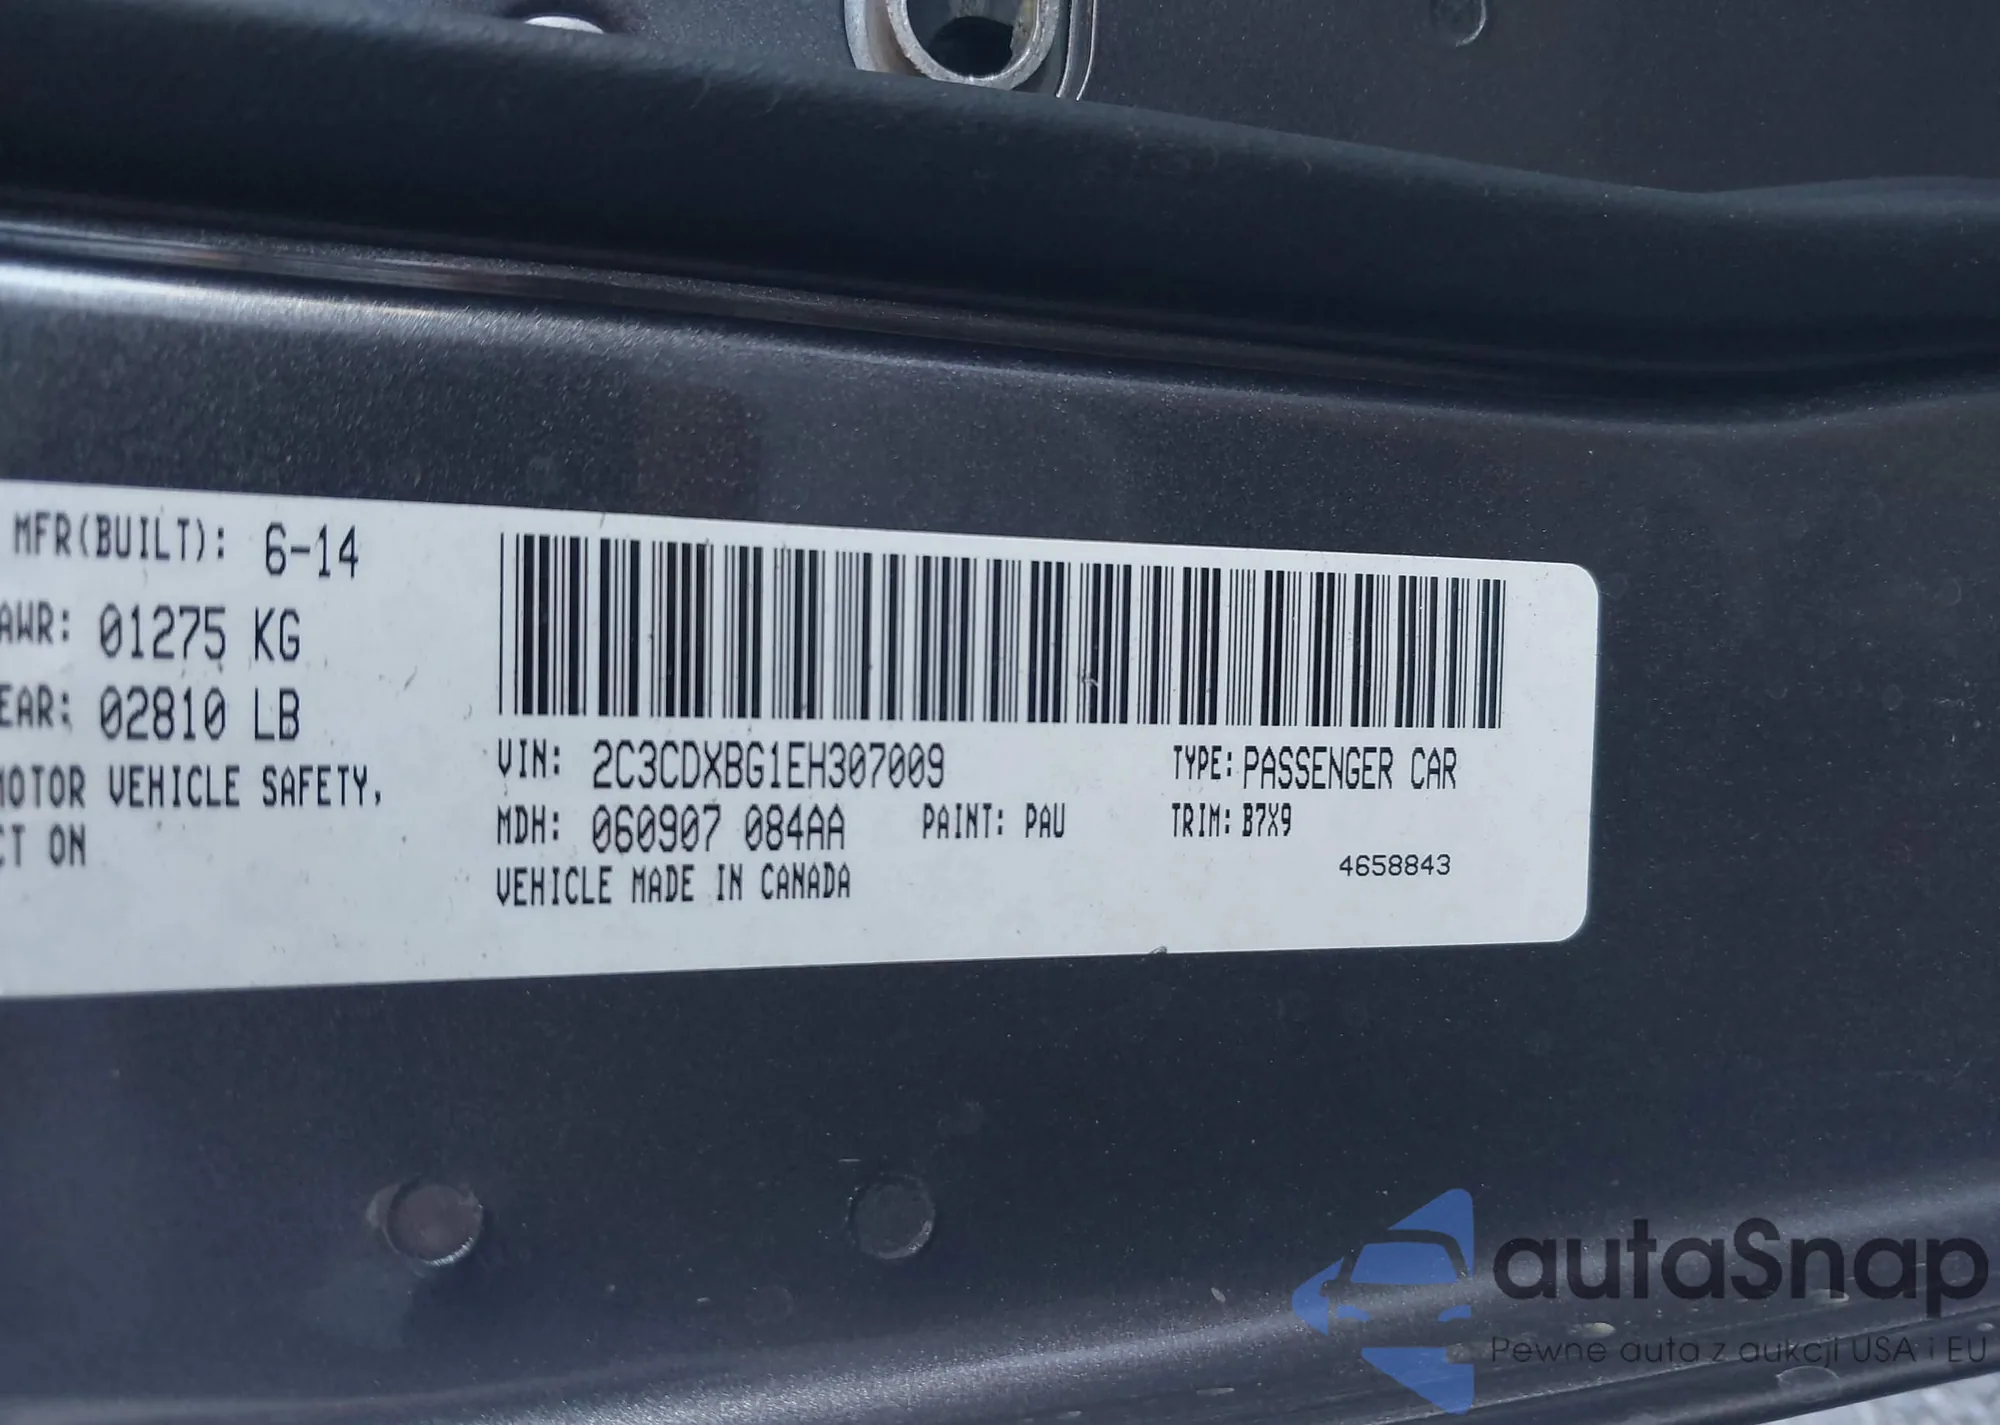 MFR(BUILT): 6-14
AWR: 01275 KG
EAR: 02810 LB
MOTOR VEHICLE SAFETY,
CT ON
VIN: 2C3CDXBG1EH307009 TYPE: PASSENGER CAR
MDH: 060907 084AA PAINT: PAU TRIM: B7X9
VEHICLE MADE IN CANADA
4658843
autaSnap
Pewne auta z aukcji USA i EU